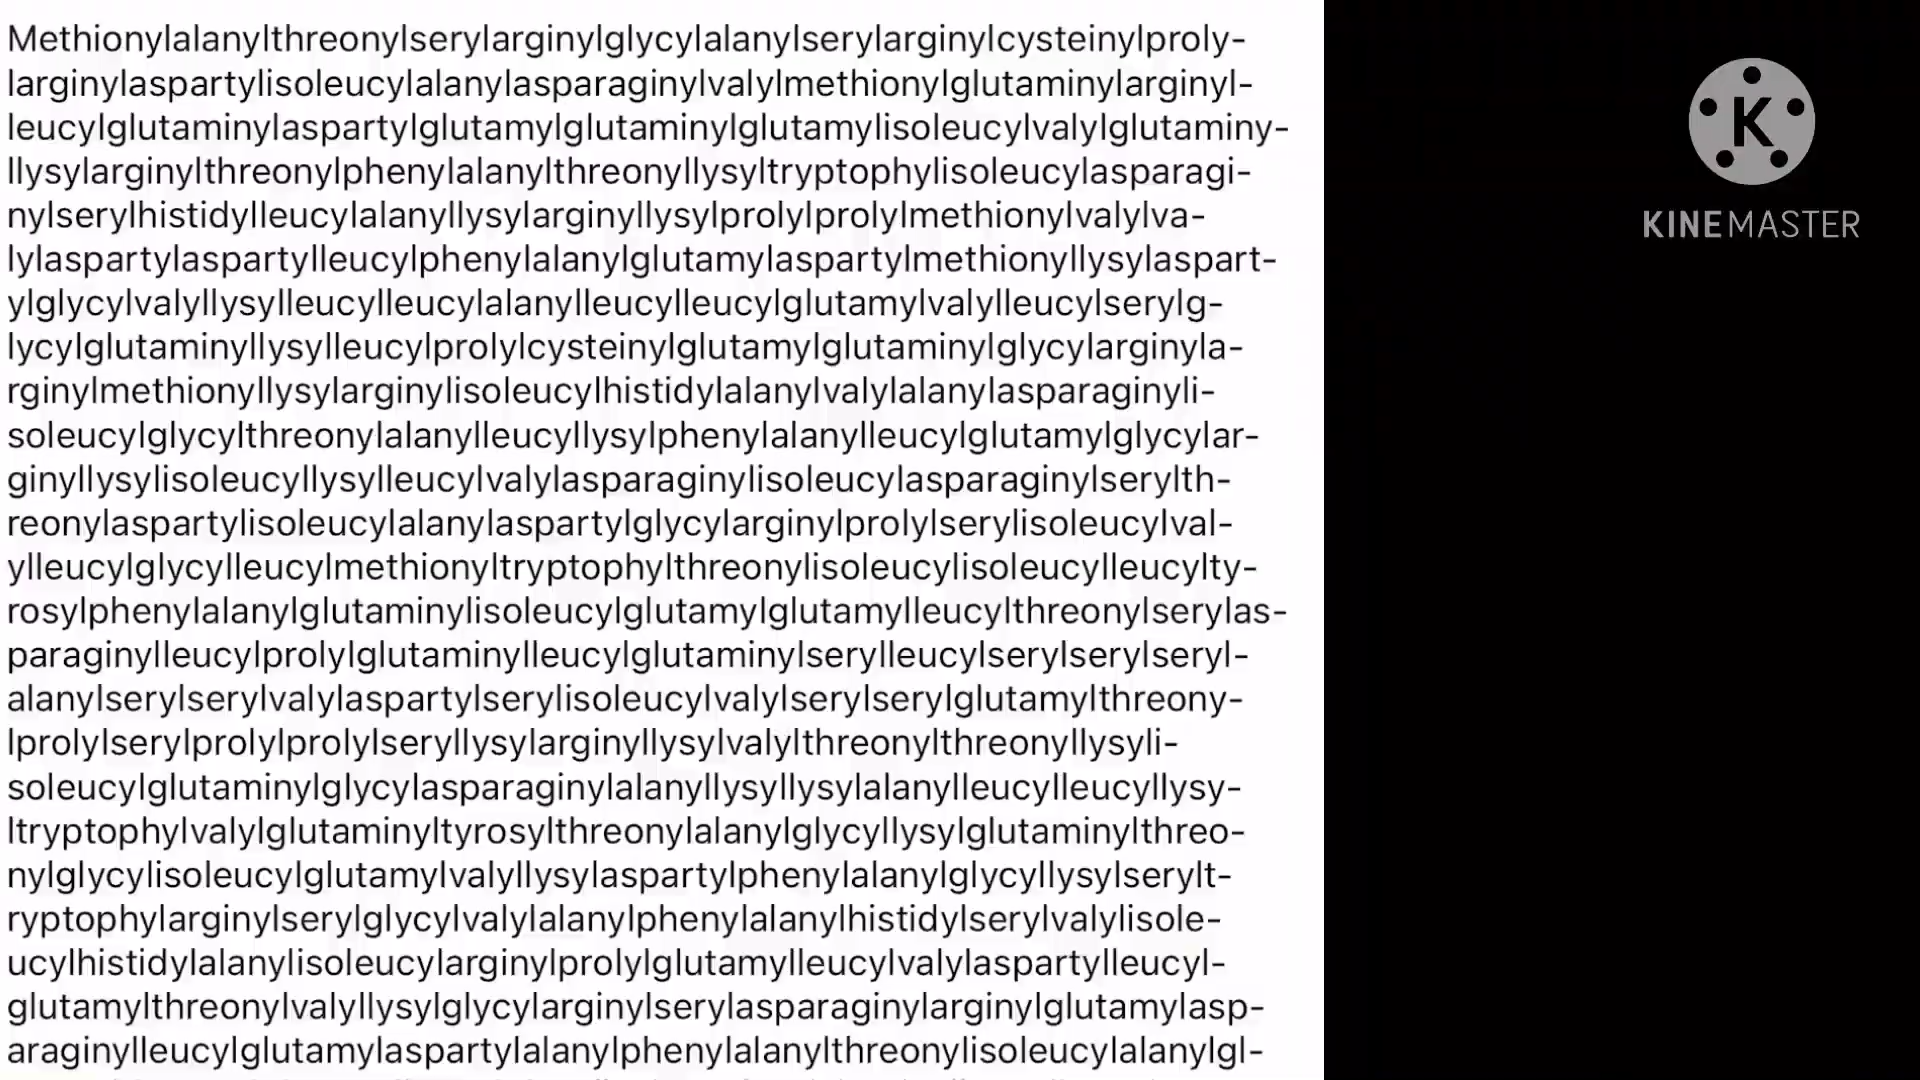 Methionylalanylthreonylserylarginylglycylalanylserylarginylcysteinylproly-
larginylaspartylisoleucylalanylasparaginylvalylmethionylglutaminylarginyl-
leucylglutaminylaspartylglutamylglutaminylglutamylisoleucylvalylglutaminy-
llysylarginylthreonylphenylalanylthreonyllysyltryptophylisoleucylasparagi-
nylserylhistidylleucylalanyllysylarginyllysylprolylprolylmethionylvalylva-
lylaspartylaspartylleucylphenylalanylglutamylaspartylmethionyllysylaspart-
ylglycylvalyllysylleucylleucylalanylleucylleucylglutamylvalylleucylserylg-
lycylglutaminyllysylleucylprolylcysteinylglutamylglutaminylglycylarginyla-
rginylmethionyllysylarginylisoleucylhistidylalanylvalylalanylasparaginyli-
soleucylglycylthreonylalanylleucyllysylphenylalanylleucylglutamylglycylar-
ginyllysylisoleucyllysylleucylvalylasparaginylisoleucylasparaginylserylth-
reonylaspartylisoleucylalanylaspartylglycylarginylprolylserylisoleucylval-
ylleucylglycylleucylmethionyltryptophylthreonylisoleucylisoleucylleucylty-
rosylphenylalanylglutaminylisoleucylglutamylglutamylleucylthreonylserylas-
paraginylleucylprolylglutaminylleucylglutaminylserylleucylserylserylseryl-
alanylserylserylvalylaspartylserylisoleucylvalylserylserylglutamylthreony-
lprolylserylprolylprolylseryllysylarginyllysylvalylthreonylthreonyllysyli-
soleucylglutaminylglycylasparaginylalanyllysyllysylalanylleucylleucyllysy-
ltryptophylvalylglutaminyltyrosylthreonylalanylglycyllysylglutaminylthreo-
nylglycylisoleucylglutamylvalyllysylaspartylphenylalanylglycyllysylserylt-
ryptophylarginylserylglycylvalylalanylphenylalanylhistidylserylvalylisole-
ucylhistidylalanylisoleucylarginylprolylglutamylleucylvalylaspartylleucyl-
glutamylthreonylvalyllysylglycylarginylserylasparaginylarginylglutamylasp-
araginylleucylglutamylaspartylalanylphenylalanylthreonylisoleucylalanylgl-
K
KINEMASTER